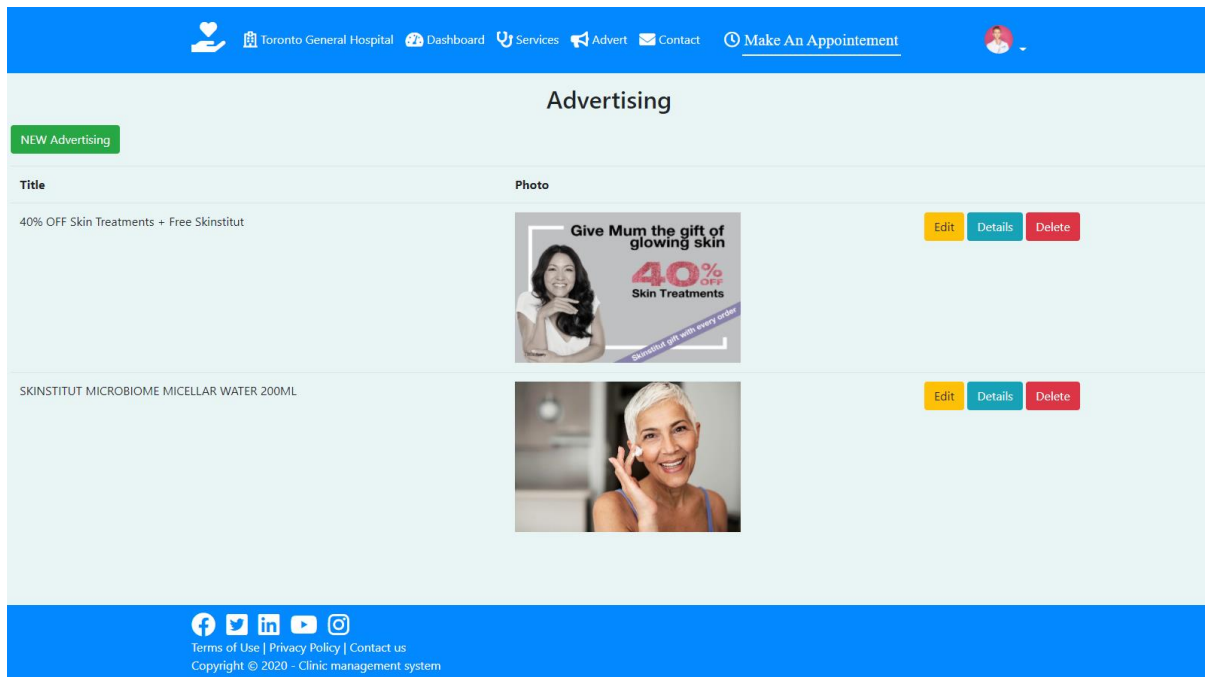 Toronto General Hospital Dashboard Services Advert Contact Make An Appointement
Advertising
NEW Advertising
Title Photo
40% OFF Skin Treatments + Free Skinstitut
Give Mum the gift of
glowing skin
40% OFF
Skin Treatments
Skinstitut gift with every order
Edit Details Delete
SKINSTITUT MICROBIOME MICELLAR WATER 200ML
Edit Details Delete
Terms of Use | Privacy Policy | Contact us
Copyright © 2020 - Clinic management system